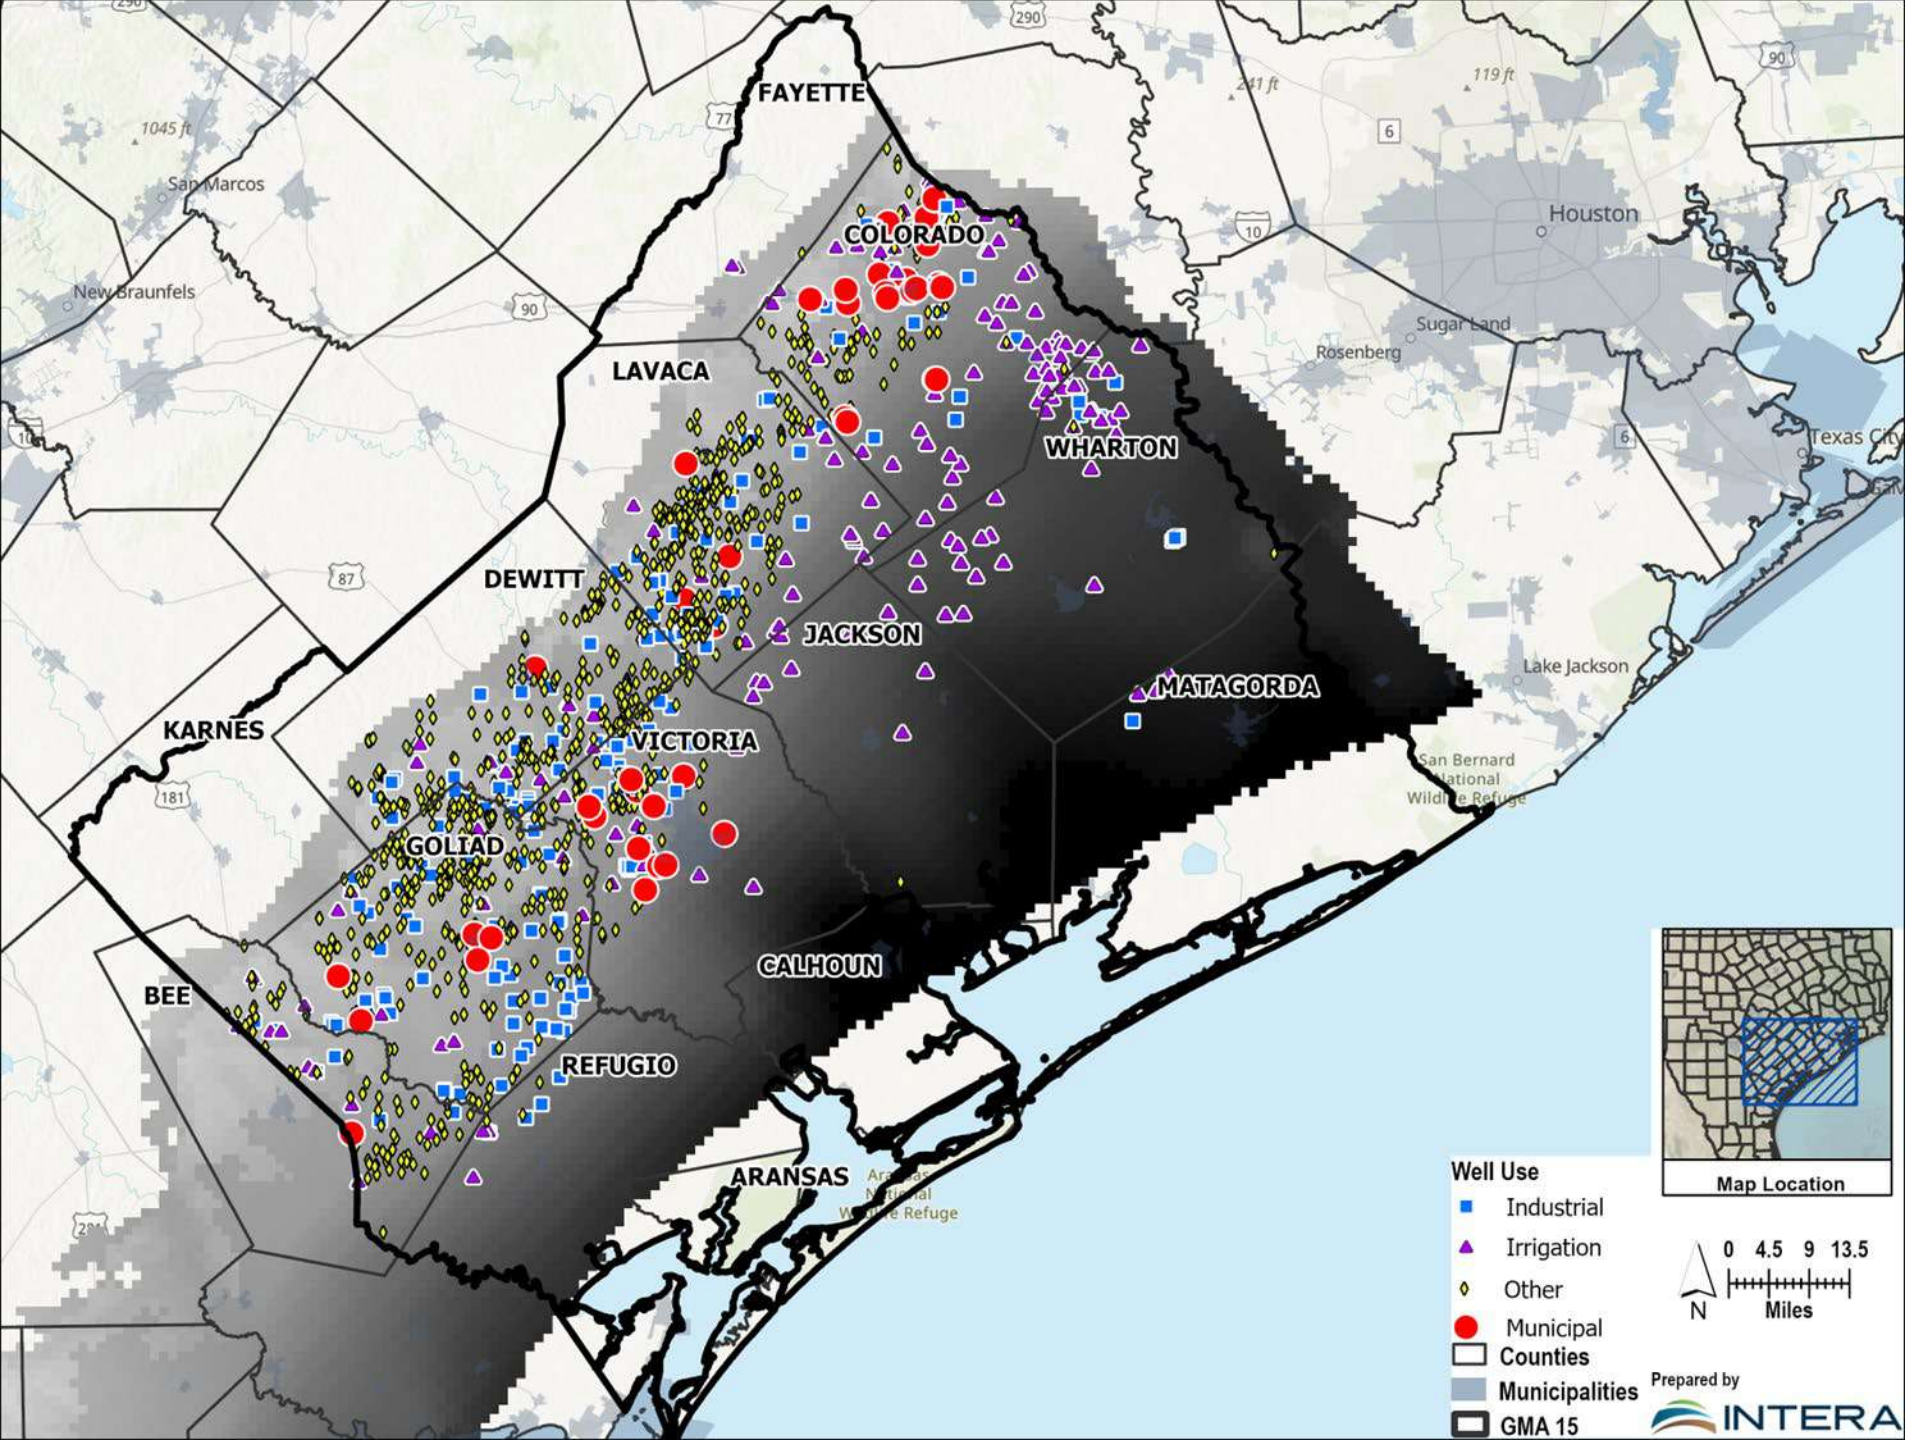 290
290
90
FAYETTE
241 ft
119 ft
77
1045 ft
6
San Marcos
Houston
10
COLORADO
New Braunfels
90
Sugar Land
Rosenberg
LAVACA
10
6
Texas City
WHARTON
DEWITT
87
JACKSON
Lake Jackson
MATAGORDA
KARNES
VICTORIA
San Bernard
National
Wildlife Refuge
181
GOLIAD
CALHOUN
BEE
REFUGIO
ARANSAS
Aransas
National
Wildlife Refuge
281
Map Location
Well Use
Industrial
Irrigation
Other
Municipal
Counties
Municipalities
GMA 15
0 4.5 9 13.5
Miles
N
Prepared by
INTERA